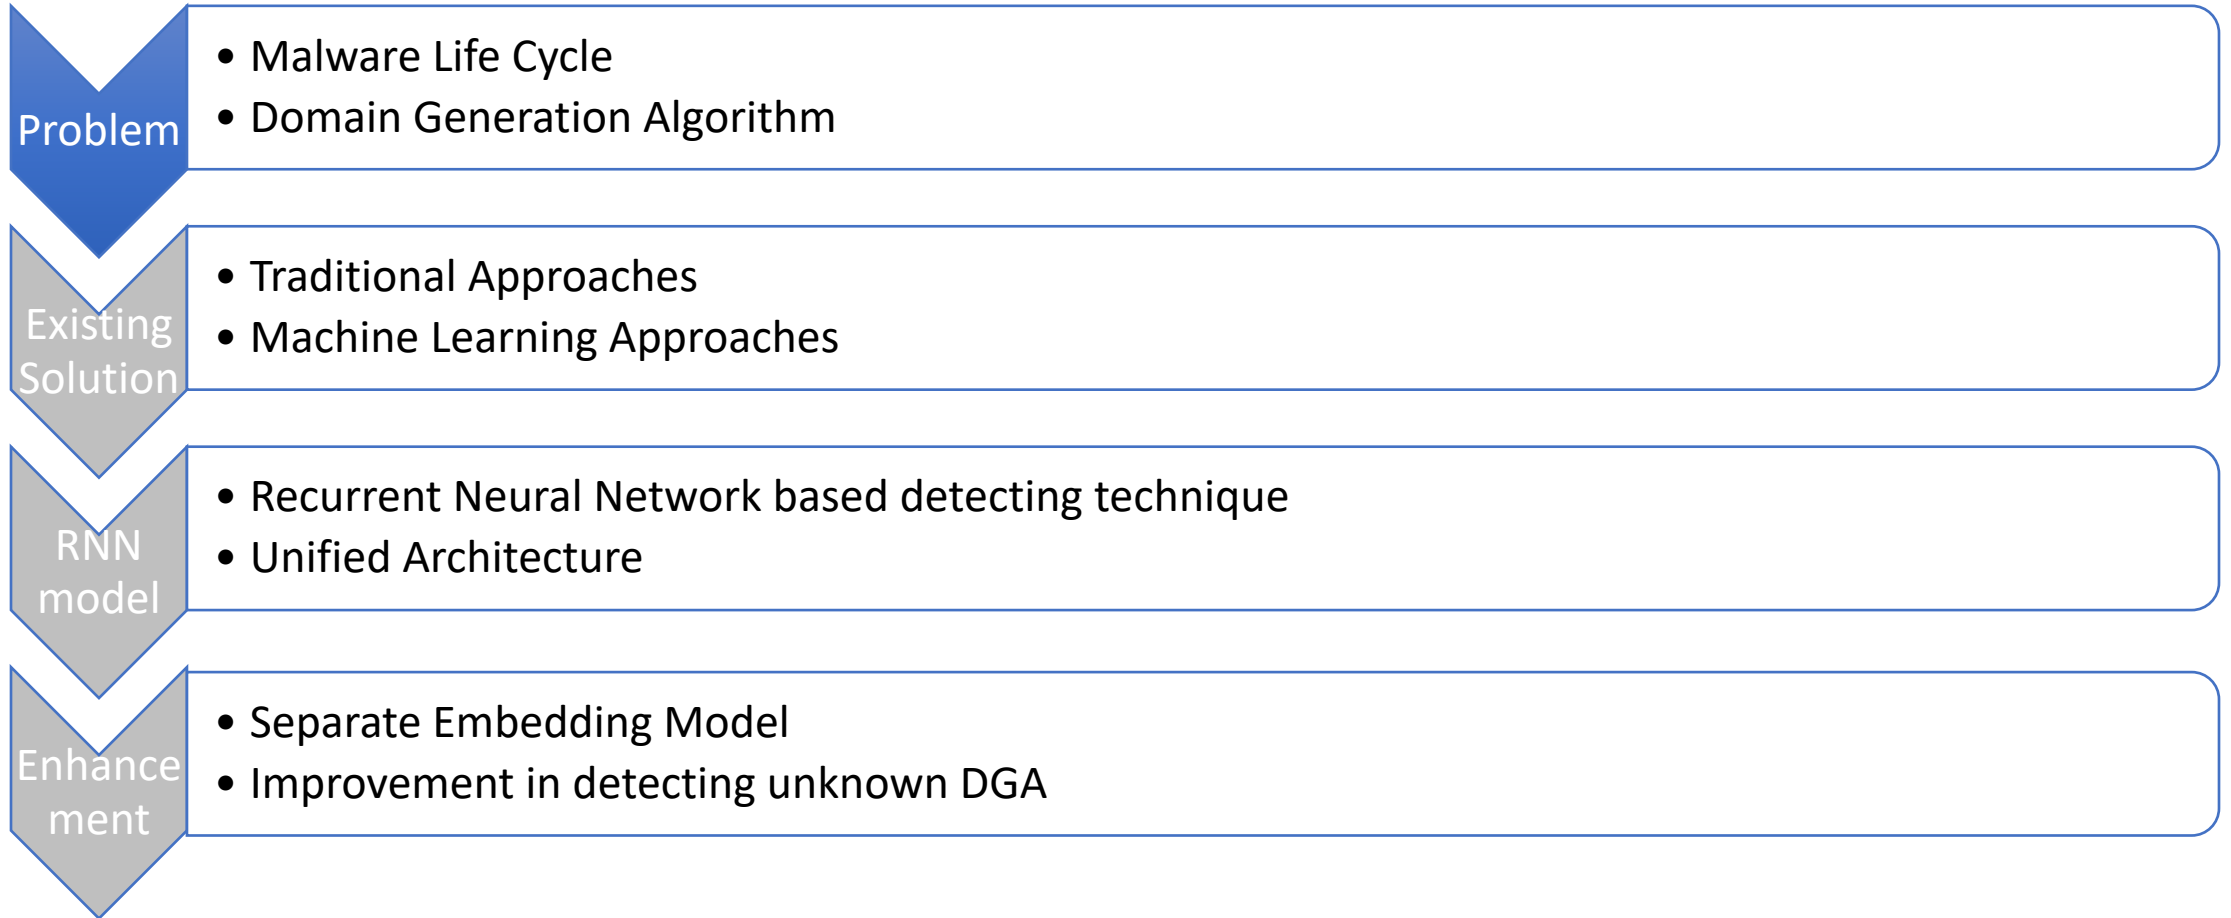 Problem
• Malware Life Cycle
• Domain Generation Algorithm
Existing
Solution
• Traditional Approaches
• Machine Learning Approaches
RNN
model
• Recurrent Neural Network based detecting technique
• Unified Architecture
Enhance
ment
• Separate Embedding Model
• Improvement in detecting unknown DGA